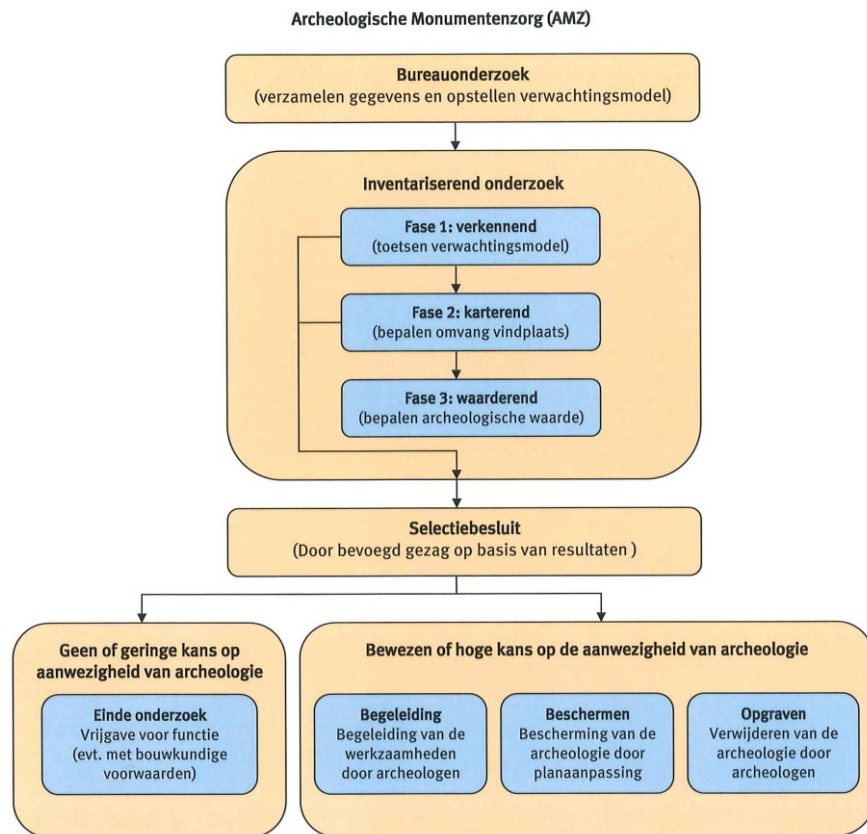 Archeologische Monumentenzorg (AMZ)
Bureauonderzoek
(verzamelen gegevens en opstellen verwachtingsmodel)
Inventariserend onderzoek
Fase 1: verkennend
(toetsen verwachtingsmodel)
Fase 2: karterend
(bepalen omvang vindplaats)
Fase 3: waarderend
(bepalen archeologische waarde)
Selectiebesluit
(Door bevoegd gezag op basis van resultaten )
Geen of geringe kans op
aanwezigheid van archeologie
Einde onderzoek
Vrijgave voor functie
(evt. met bouwkundige
voorwaarden)
Bewezen of hoge kans op de aanwezigheid van archeologie
Begeleiding
Begeleiding van de
werkzaamheden
door archeologen
Beschermen
Bescherming van de
archeologie door
planaanpassing
Opgraven
Verwijderen van de
archeologie door
archeologen